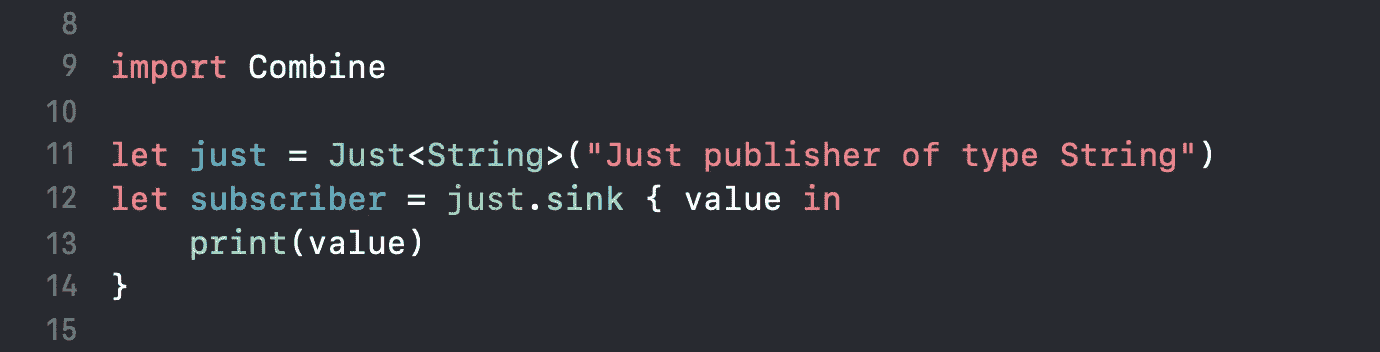 8
9 import Combine
10
11 let just = Just<String>("Just publisher of type String")
12 let subscriber = just.sink { value in
13     print(value)
14 }
15